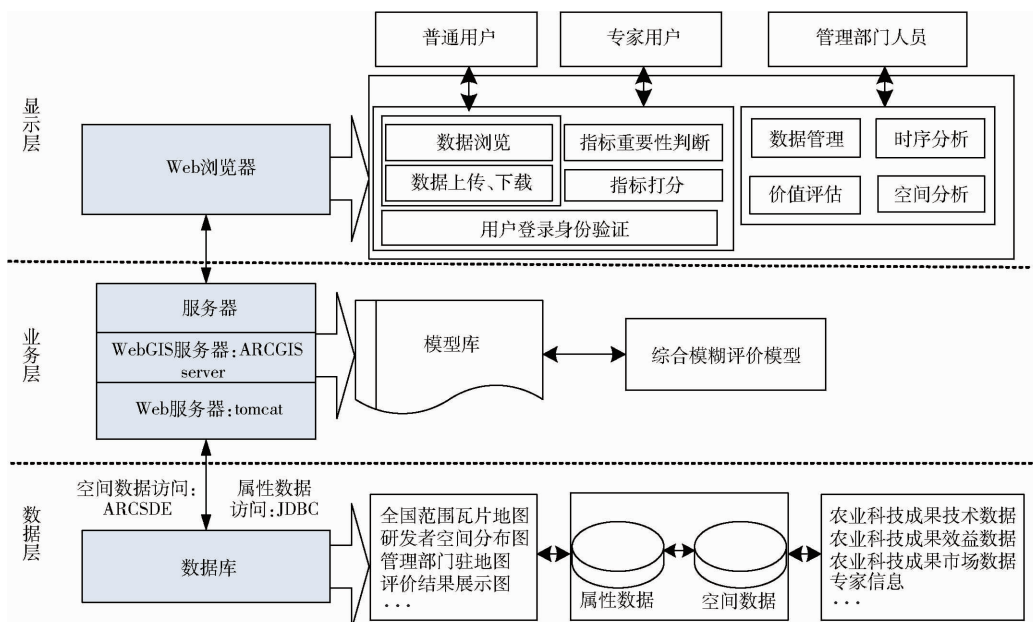 普通用户
专家用户
管理部门人员
显示层
Web浏览器
数据浏览
指标重要性判断
数据上传、下载
指标打分
用户登录身份验证
数据管理
时序分析
价值评估
空间分析
业务层
服务器
WebGIS服务器:ARCGIS
server
Web服务器:tomcat
模型库
综合模糊评价模型
数据层
空间数据访问:
ARCSDE
属性数据
访问:JDBC
数据库
全国范围瓦片地图
研发者空间分布图
管理部门驻地图
评价结果展示图
...
属性数据
空间数据
农业科技成果技术数据
农业科技成果效益数据
农业科技成果市场数据
专家信息
...